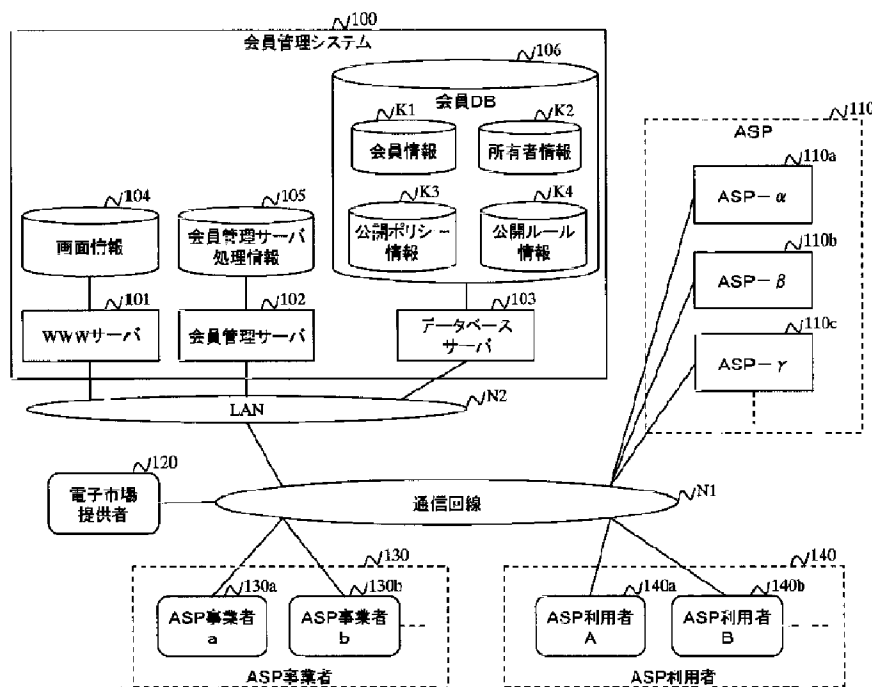 100
会員管理システム
106
会員DB
K1
会員情報
K2
所有者情報
K3
公開ポリシー
情報
K4
公開ルール
情報
104
画面情報
105
会員管理サーバ
処理情報
101
WWWサーバ
102
会員管理サーバ
103
データベース
サーバ
110
ASP
110a
ASP－α
110b
ASP－β
110c
ASP－γ
LAN
N2
120
電子市場
提供者
通信回線
N1
130
130a
ASP事業者
a
130b
ASP事業者
b
ASP事業者
140
140a
ASP利用者
A
140b
ASP利用者
B
ASP利用者